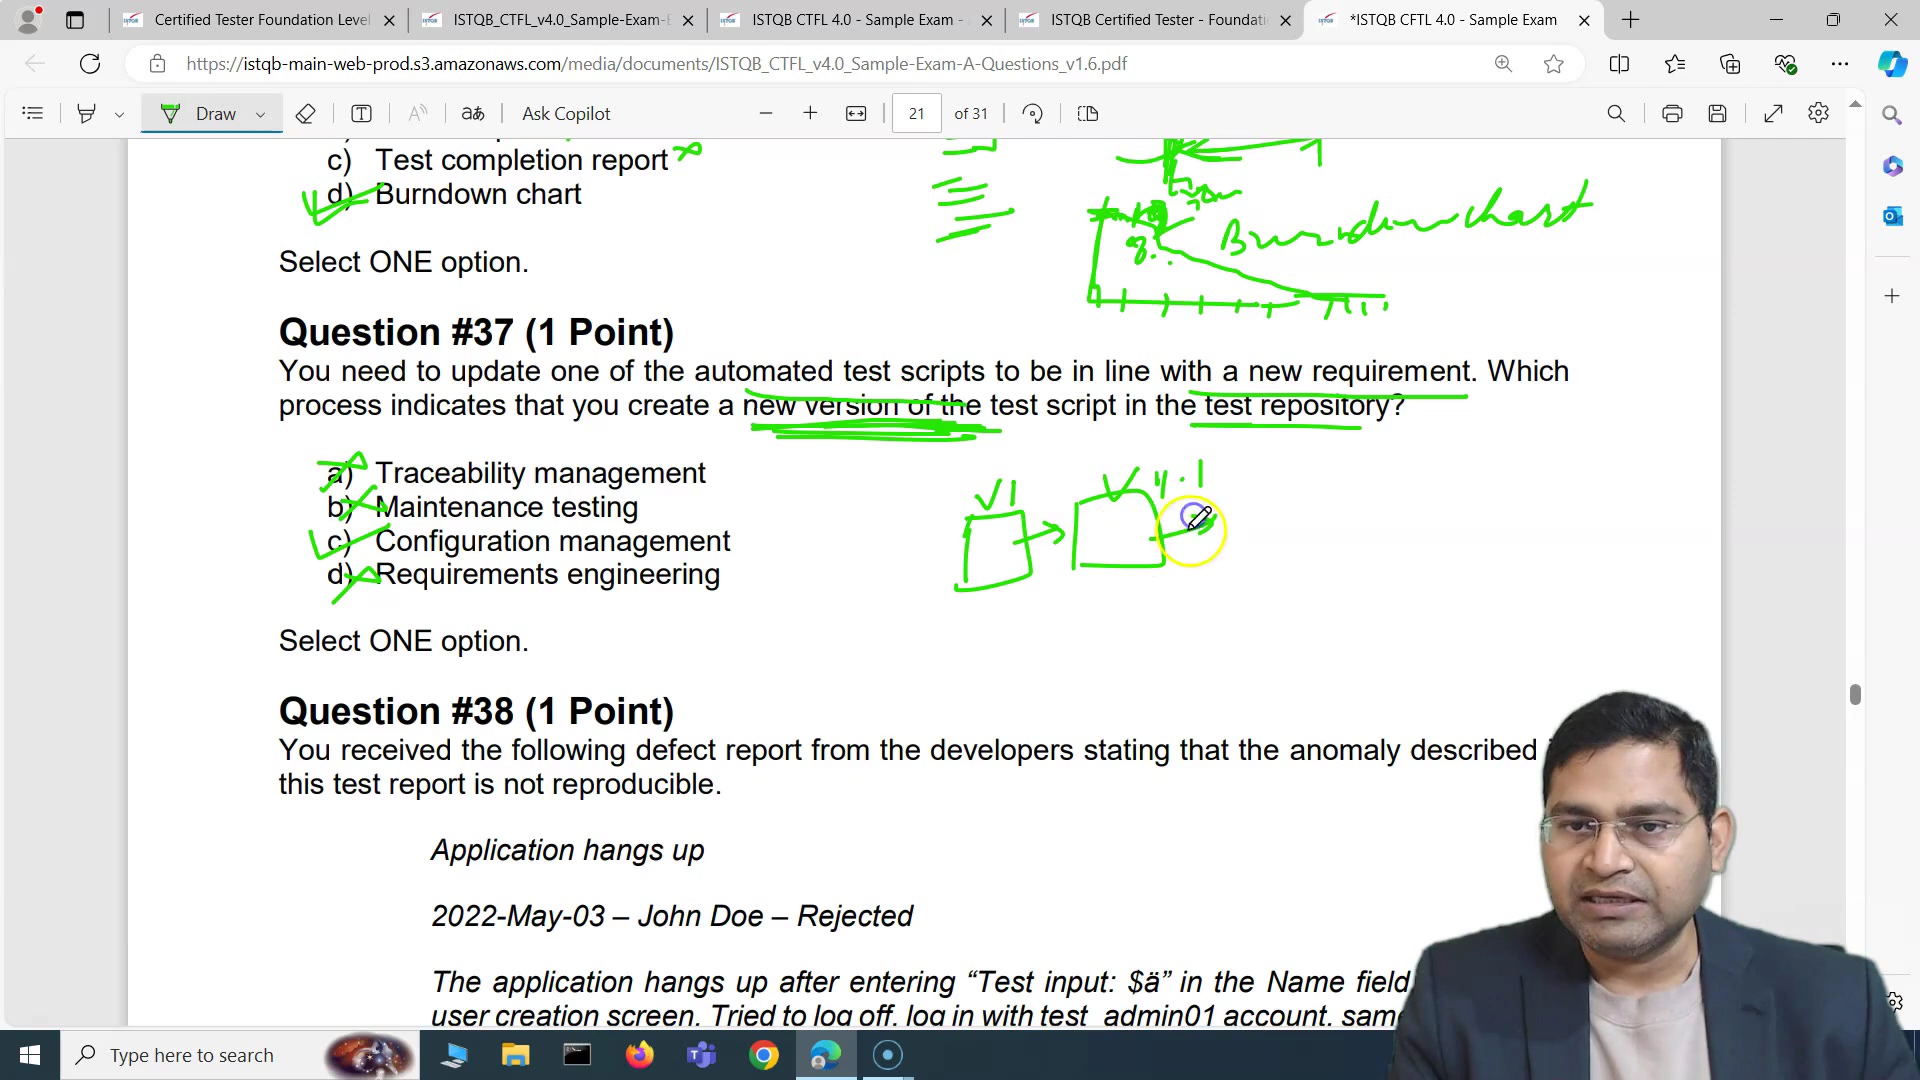 Certified Tester Foundation Level
ISTQB_CTFL_v4.0_Sample-Exam-
ISTQB CTFL 4.0 - Sample Exam -
ISTQB Certified Tester - Foundati
*ISTQB CFTL 4.0 - Sample Exam
https://istqb-main-web-prod.s3.amazonaws.com/media/documents/ISTQB_CTFL_v4.0_Sample-Exam-A-Questions_v1.6.pdf
Draw
Ask Copilot
21 of 31
c) Test completion report
d) Burndown chart
Burndown chart
Select ONE option.
Question #37 (1 Point)
You need to update one of the automated test scripts to be in line with a new requirement. Which
process indicates that you create a new version of the test script in the test repository?
a) Traceability management
b) Maintenance testing
c) Configuration management
d) Requirements engineering
V1
V 1.1
Select ONE option.
Question #38 (1 Point)
You received the following defect report from the developers stating that the anomaly described
this test report is not reproducible.
Application hangs up
2022-May-03 – John Doe – Rejected
The application hangs up after entering “Test input: $ä” in the Name field
user creation screen. Tried to log off, log in with test_admin01 account, same
Type here to search